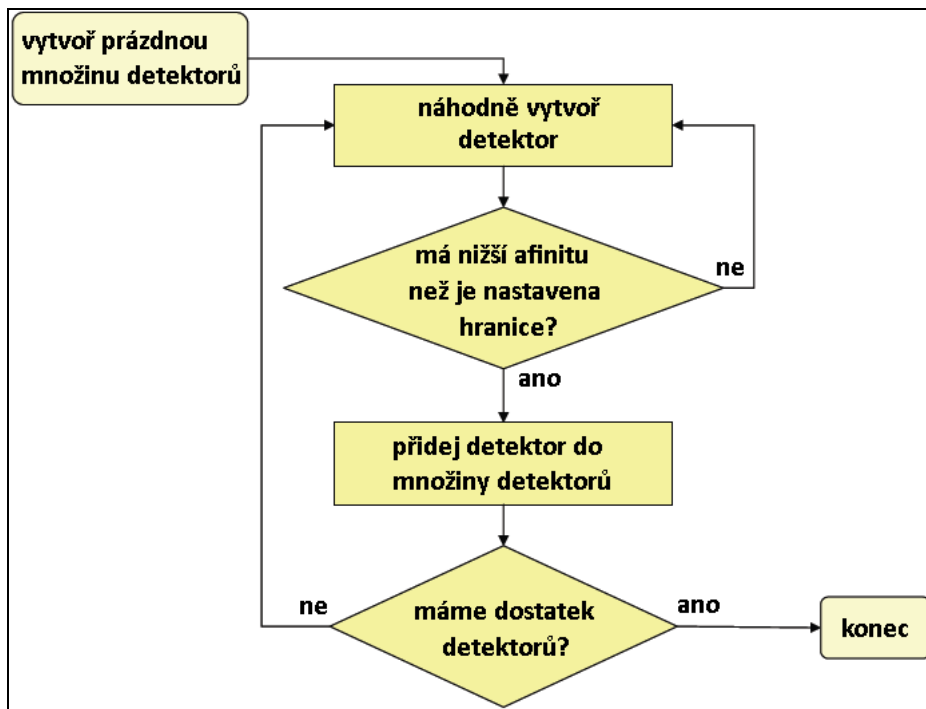 vytvoř prázdnou
množinu detektorů
náhodně vytvoř
detektor
má nižší afinitu
než je nastavena
hranice?
ne
ano
přidej detektor do
množiny detektorů
máme dostatek
detektorů?
ne
ano
konec